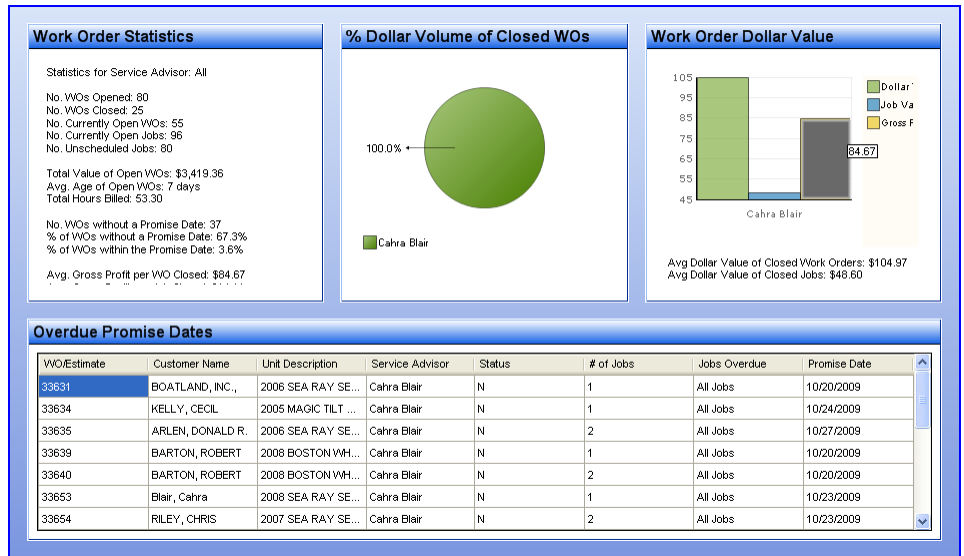 Work Order Statistics
Statistics for Service Advisor: All
No. WOs Opened: 80
No. WOs Closed: 25
No. Currently Open WOs: 55
No. Currently Open Jobs: 96
No. Unscheduled Jobs: 80
Total Value of Open WOs: $3,419.36
Avg. Age of Open WOs: 7 days
Total Hours Billed: 53.30
No. WOs without a Promise Date: 37
% of WOs without a Promise Date: 67.3%
% of WOs within the Promise Date: 3.6%
Avg. Gross Profit per WO Closed: $84.67
% Dollar Volume of Closed WOs
100.0%
Cahra Blair
Work Order Dollar Value
105
95
85
75
65
55
45
Cahra Blair
Dollar
Job Va
Gross
84.67
Avg Dollar Value of Closed Work Orders: $104.97
Avg Dollar Value of Closed Jobs: $48.60
Overdue Promise Dates
WO/Estimate Customer Name Unit Description Service Advisor Status # of Jobs Jobs Overdue Promise Date
33631 BOATLAND, INC., 2006 SEA RAY SE... Cahra Blair N 1 All Jobs 10/20/2009
33634 KELLY, CECIL 2005 MAGIC TILT ... Cahra Blair N 1 All Jobs 10/24/2009
33635 ARLEN, DONALD R. 2006 SEA RAY SE... Cahra Blair N 2 All Jobs 10/27/2009
33639 BARTON, ROBERT 2008 BOSTON WH... Cahra Blair N 1 All Jobs 10/20/2009
33640 BARTON, ROBERT 2008 BOSTON WH... Cahra Blair N 2 All Jobs 10/20/2009
33653 Blair, Cahra 2008 SEA RAY SE... Cahra Blair N 1 All Jobs 10/23/2009
33654 RILEY, CHRIS 2007 SEA RAY SE... Cahra Blair N 2 All Jobs 10/23/2009